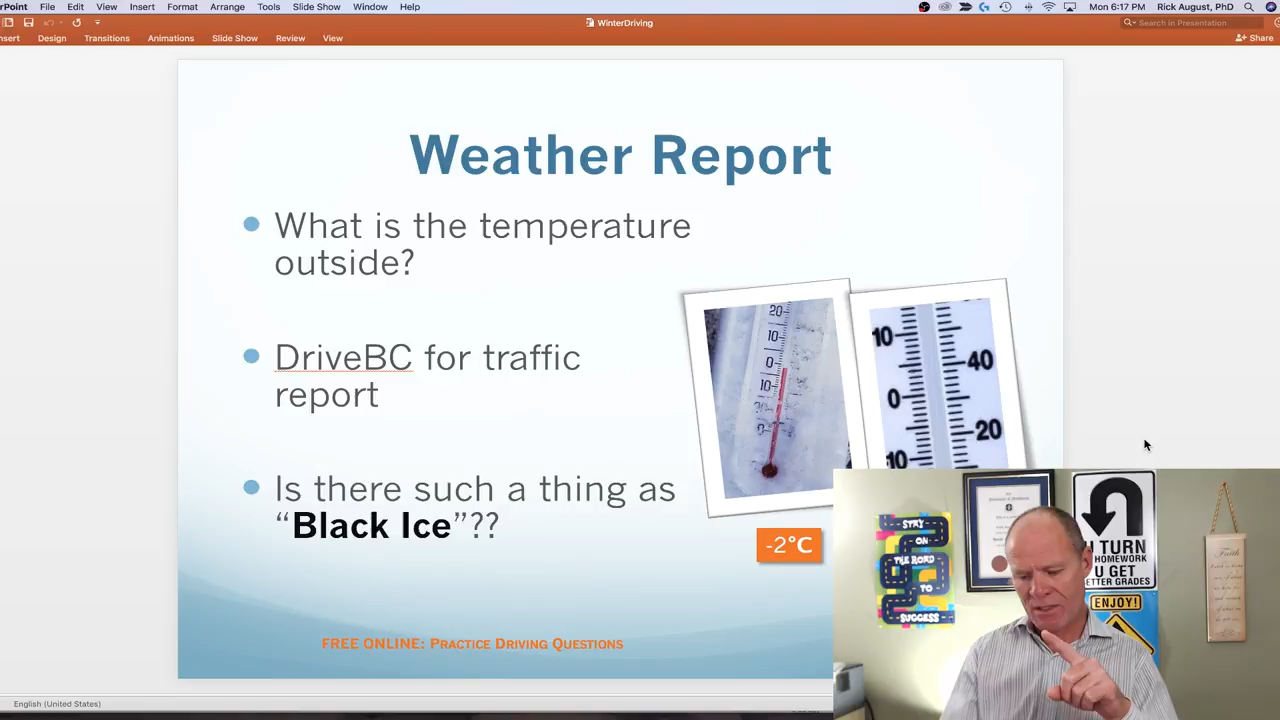 rPoint File Edit View Insert Format Arrange Tools Slide Show Window Help Mon 6:17 PM Rick August, PhD
WinterDriving
Search in Presentation
nsert Design Transitions Animations Slide Show Review View
Share
Weather Report
What is the temperature
outside?
DriveBC for traffic
report
Is there such a thing as
“Black Ice”??
20
10
0
10
10
40
0
20
10
-2°C
FREE ONLINE: PRACTICE DRIVING QUESTIONS
STAY
ON
THE ROAD
TO
SUCCESS
U TURN
HOMEWORK
U GET
ETTER GRADES
ENJOY!
Faith
English (United States)